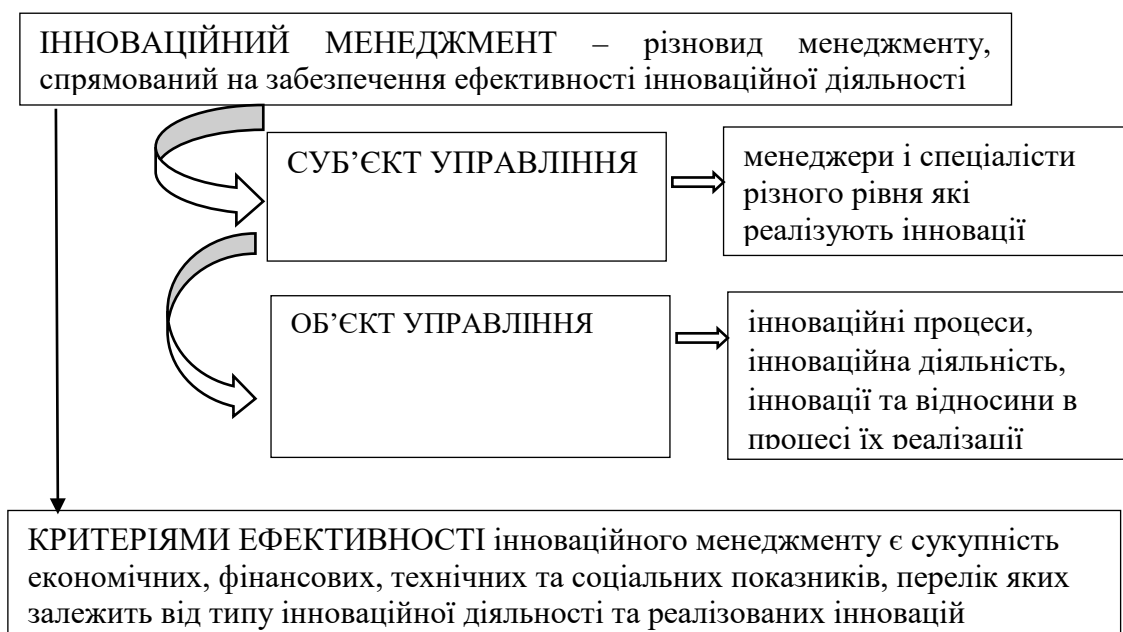 ІННОВАЦІЙНИЙ МЕНЕДЖМЕНТ – різновид менеджменту,
спрямований на забезпечення ефективності інноваційної діяльності
СУБ’ЄКТ УПРАВЛІННЯ
менеджери і спеціалісти
різного рівня які
реалізують інновації
ОБ’ЄКТ УПРАВЛІННЯ
інноваційні процеси,
інноваційна діяльність,
інновації та відносини в
процесі їх реалізації
КРИТЕРІЯМИ ЕФЕКТИВНОСТІ інноваційного менеджменту є сукупність
економічних, фінансових, технічних та соціальних показників, перелік яких
залежить від типу інноваційної діяльності та реалізованих інновацій